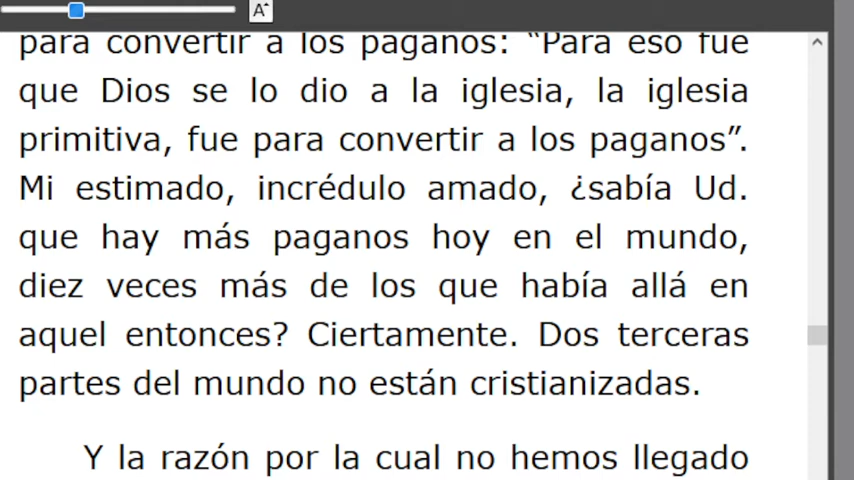 A
para convertir a los paganos: “Para eso fue
que Dios se lo dio a la iglesia, la iglesia
primitiva, fue para convertir a los paganos”.
Mi estimado, incrédulo amado, ¿sabía Ud.
que hay más paganos hoy en el mundo,
diez veces más de los que había allá en
aquel entonces? Ciertamente. Dos terceras
partes del mundo no están cristianizadas.
Y la razón por la cual no hemos llegado